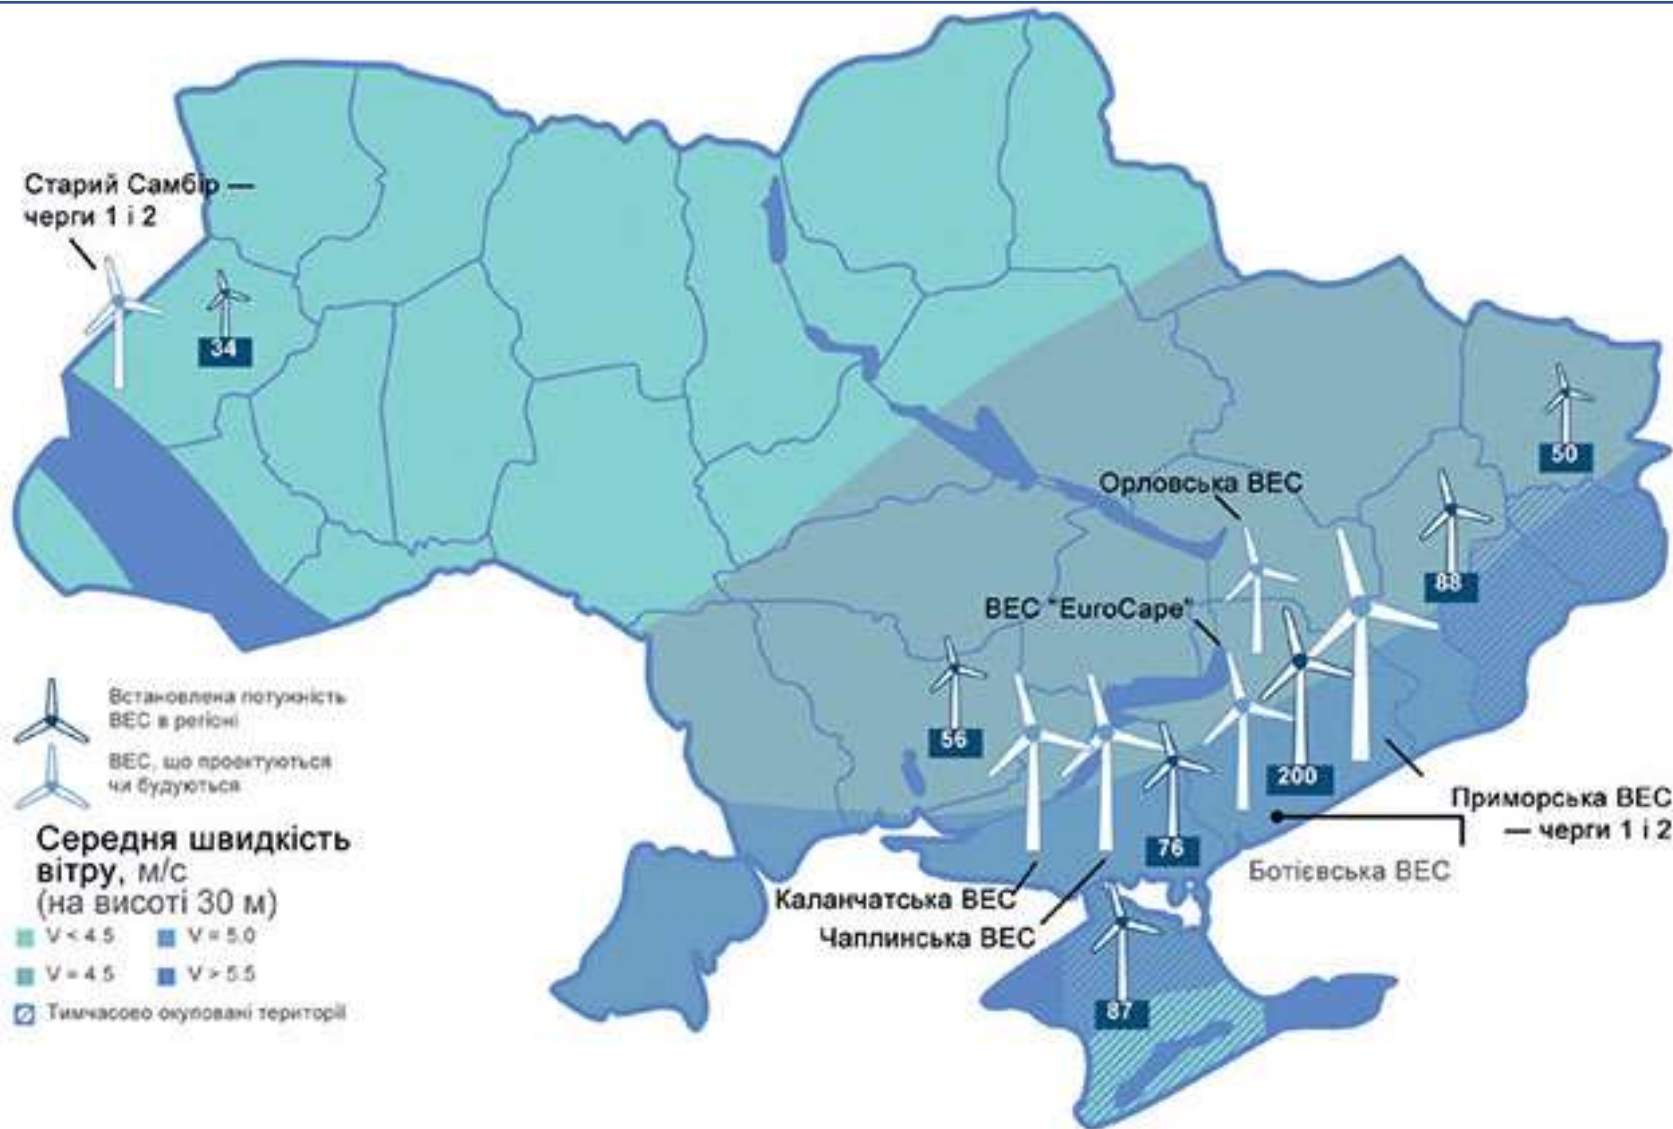 Старий Самбір —
черги 1 і 2
34
50
Орловська ВЕС
88
ВЕС "EuroCape"
56
200
76
Приморська ВЕС
— черги 1 і 2
Ботієвська ВЕС
Каланчатська ВЕС
Чаплинська ВЕС
87
Встановлена потужність
ВЕС в регіоні
ВЕС, що проектуються
чи будуються
Середня швидкість
вітру, м/с
(на висоті 30 м)
V < 4.5
V = 5.0
V = 4.5
V > 5.5
Тимчасово окуповані території